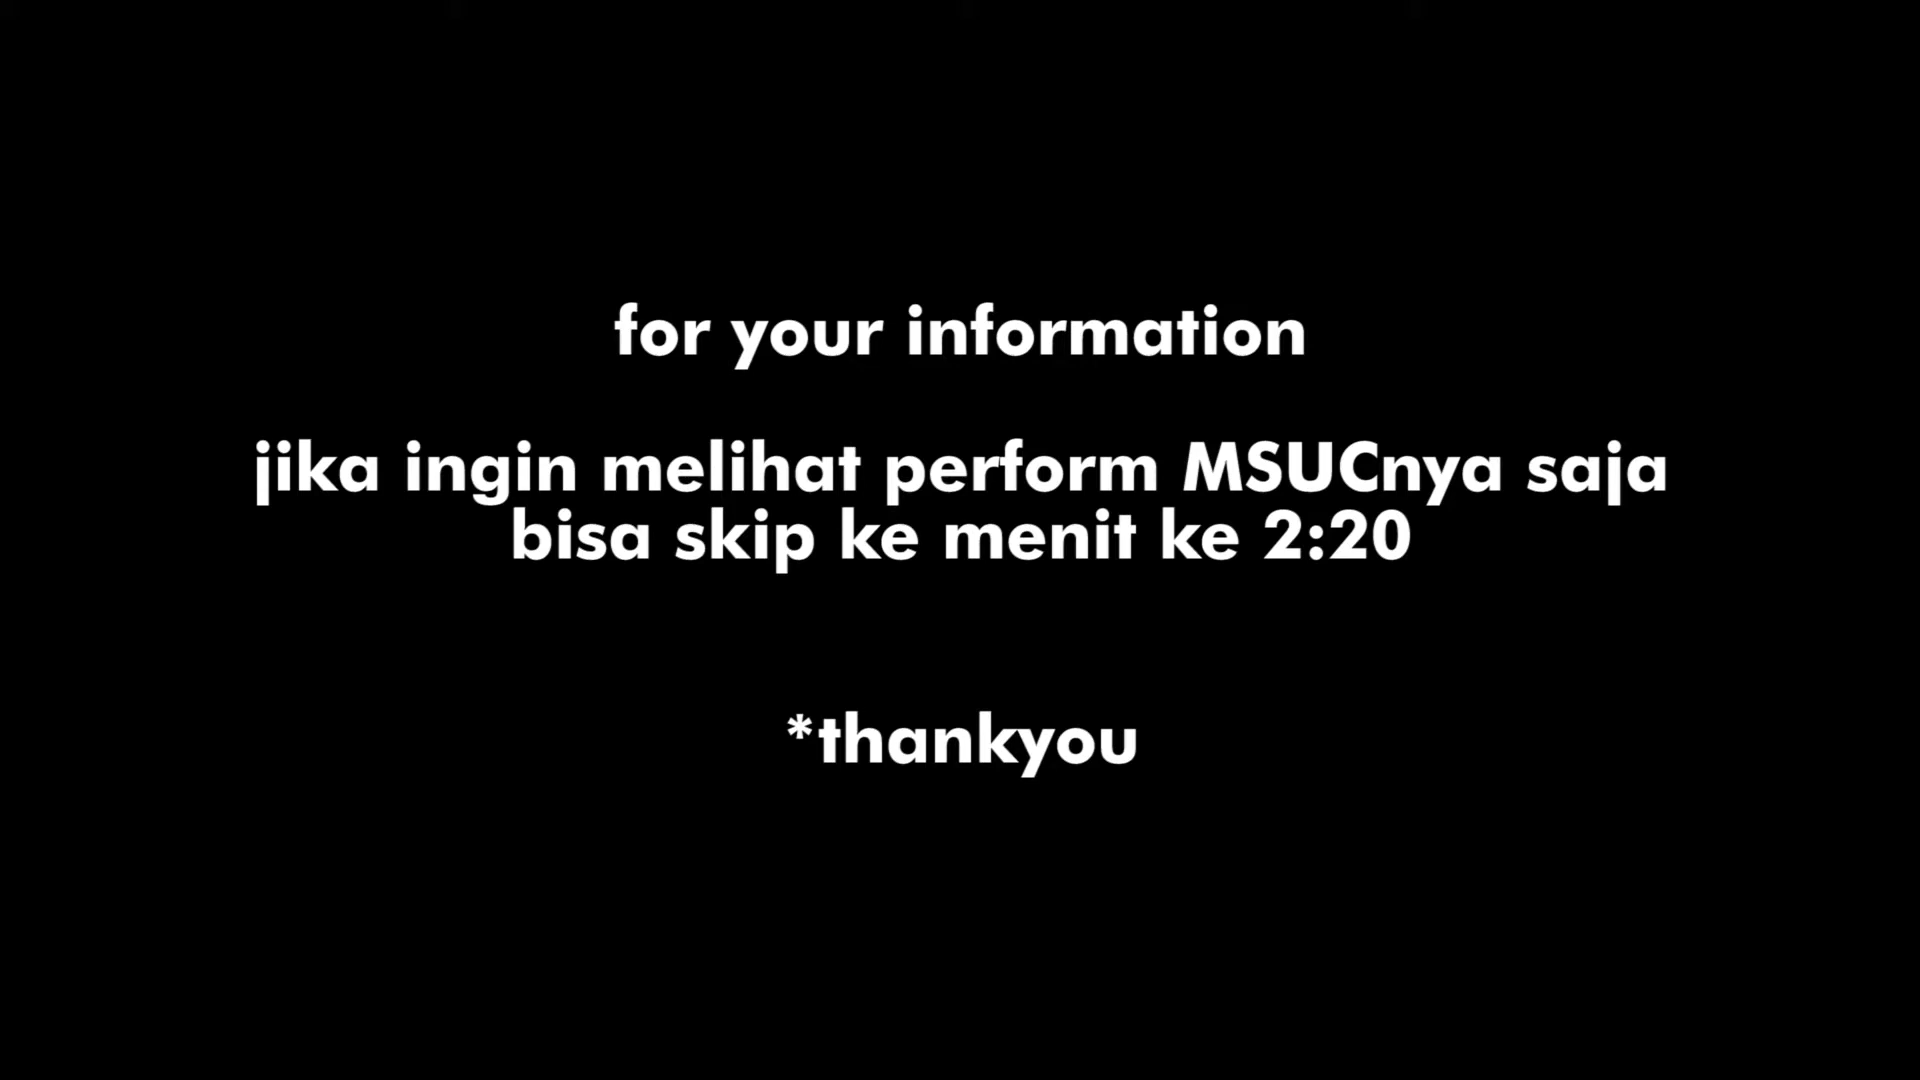 for your information
jika ingin melihat perform MSUCnya saja
bisa skip ke menit ke 2:20
*thankyou